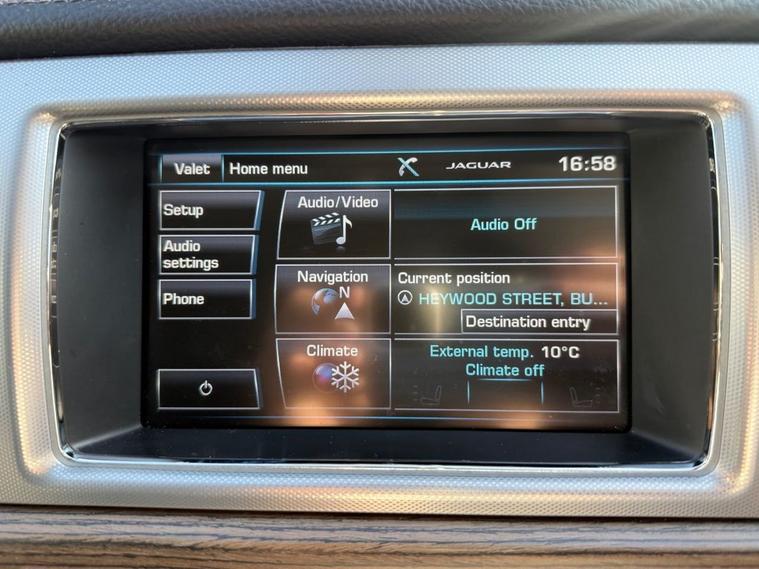 Valet
Home menu
JAGUAR
16:58
Setup
Audio
settings
Phone
Audio/Video
Audio Off
Navigation
N
Current position
HEYWOOD STREET, BU...
Destination entry
Climate
External temp. 10°C
Climate off